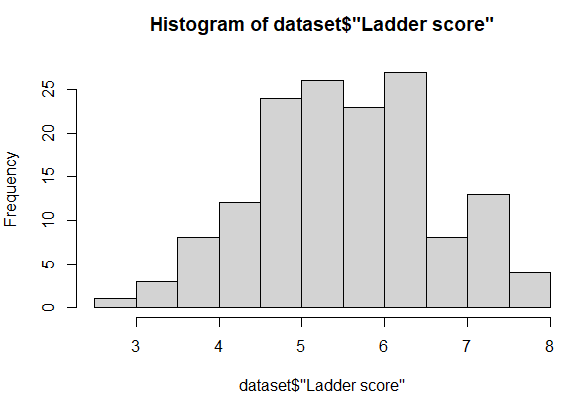 Histogram of dataset$"Ladder score"
Frequency
25
20
15
10
5
0
3 4 5 6 7 8
dataset$"Ladder score"